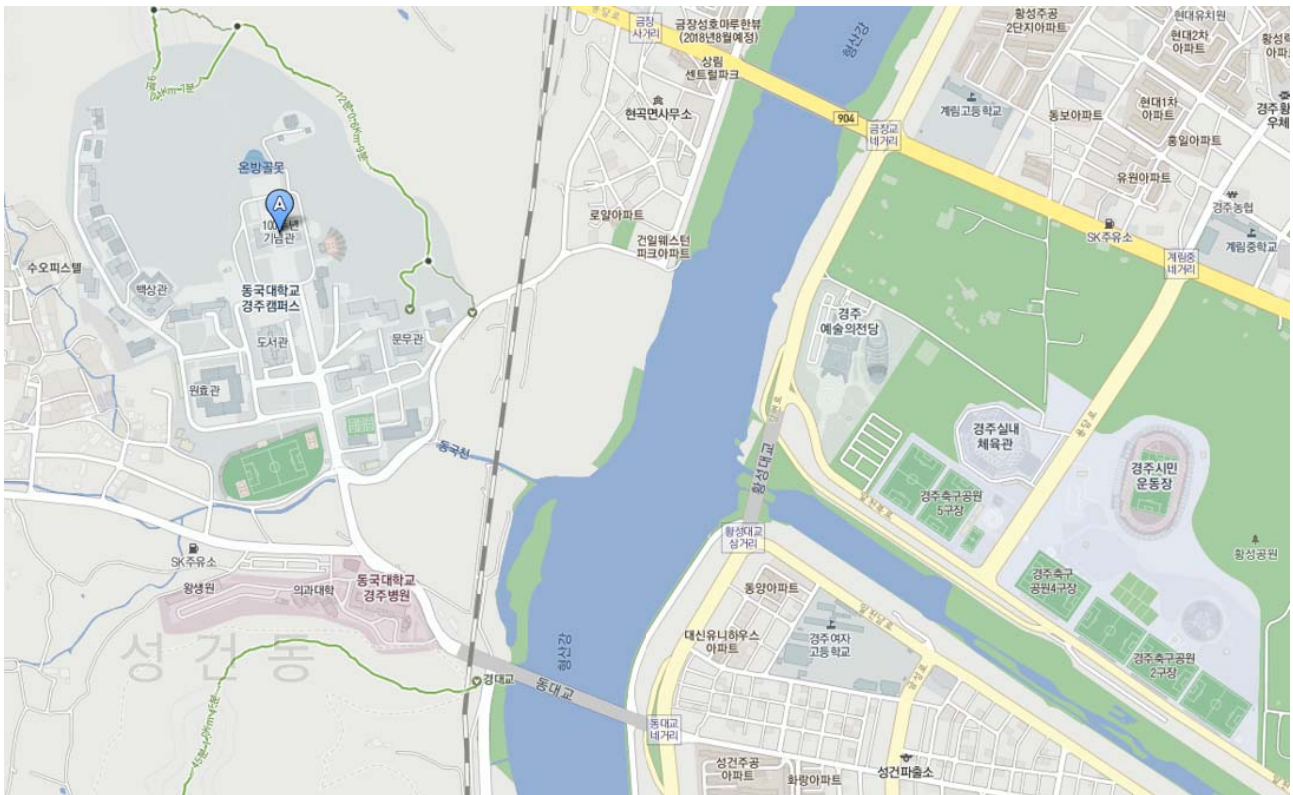 금장
사거리
금장성호마루한뷰
(2018년8월예정)
상림
센트럴파크
현곡면사무소
형산강
904
황성주공
2단지아파트
현대유치원
현대2차
아파트
현대1차
아파트
계림고등학교
동보아파트
홍일아파트
금장교
네거리
유원아파트
경주농협
계림중학교
SK주유소
계림중
네거리
온방골못
기념관
로얄아파트
건일웨스턴
피크아파트
수오피스텔
백상관
동국대학교
경주캠퍼스
도서관
문무관
원효관
경주
예술의전당
경주실내
체육관
용담로
경주시민
운동장
동국천
황성대교
경주축구공원
5구장
황성공원
황성대교
삼거리
경주축구
공원4구장
SK주유소
왕생원
의과대학
동국대학교
경주병원
동양아파트
대신유니하우스
아파트
경주여자
고등학교
경주축구공원
2구장
성건동
형산강
경대교
동대교
동대교
네거리
성건주공
아파트
화랑아파트
성건파출소